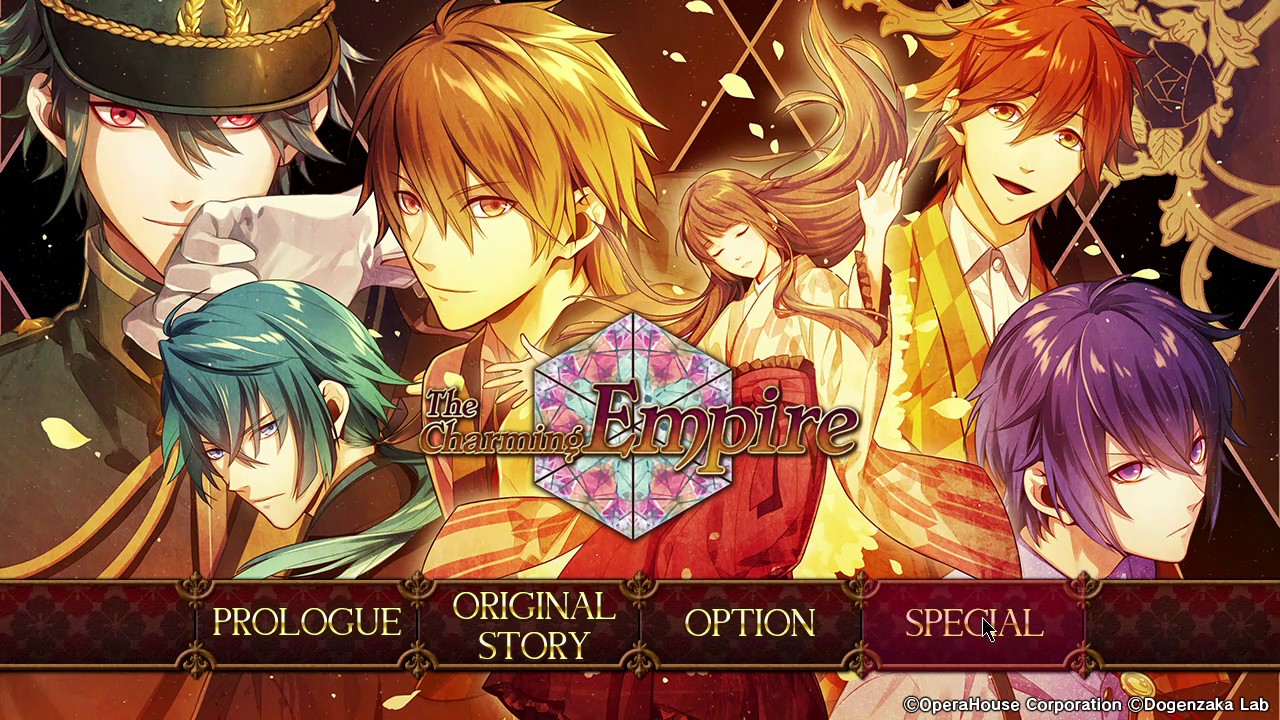 The
Charming Empire
PROLOGUE
ORIGINAL
STORY
OPTION
SPECIAL
©OperaHouse Corporation ©Dogenzaka Lab